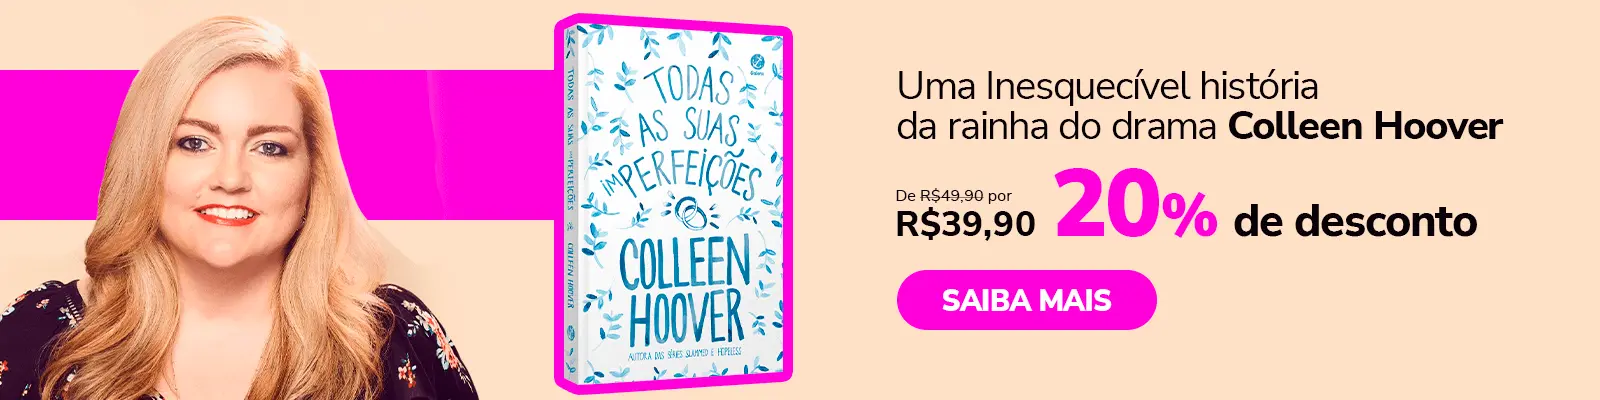 TODAS AS SUAS imPERFEIÇÕES COLLEEN HOOVER
Galera
TODAS
AS SUAS
imPERFEIÇÕES
COLLEEN
HOOVER
AUTORA DAS SÉRIES SLAMMED E HOPELESS
Uma Inesquecível história
da rainha do drama Colleen Hoover
De R$49,90 por
R$39,90 20% de desconto
SAIBA MAIS